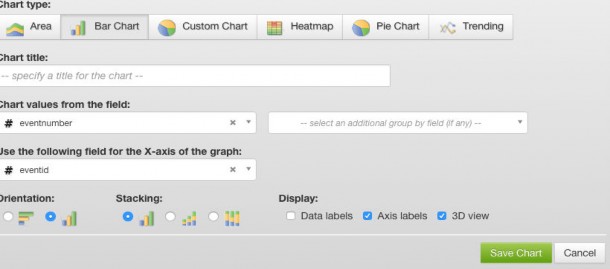 Chart type:
Area Bar Chart Custom Chart Heatmap Pie Chart Trending
Chart title:
-- specify a title for the chart --
Chart values from the field:
# eventnumber × -- select an additional group by field (if any) --
Use the following field for the X-axis of the graph:
# eventid ×
Orientation: Stacking: Display:
Data labels Axis labels 3D view
Save Chart Cancel